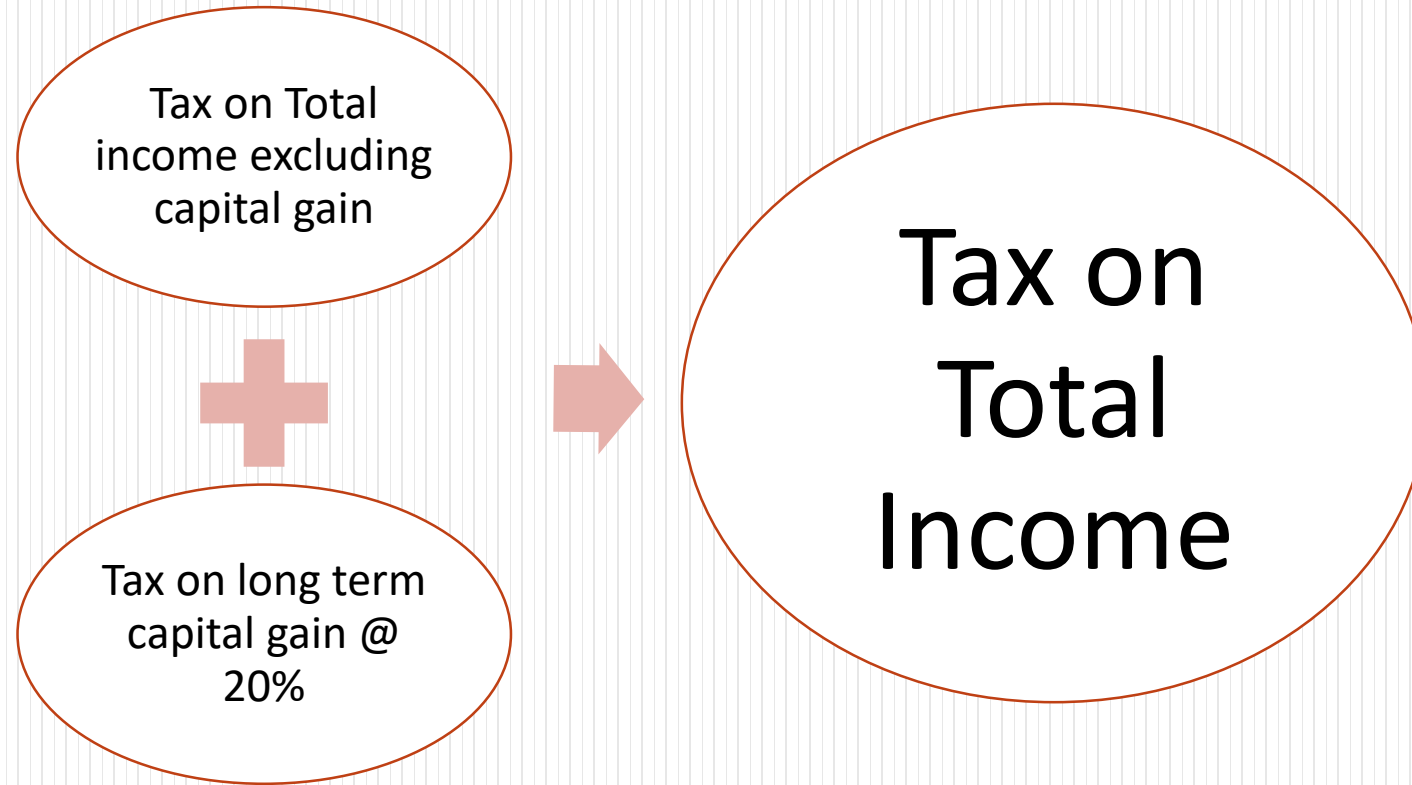 Tax on Total
income excluding
capital gain
Tax on long term
capital gain @
20%
Tax on
Total
Income